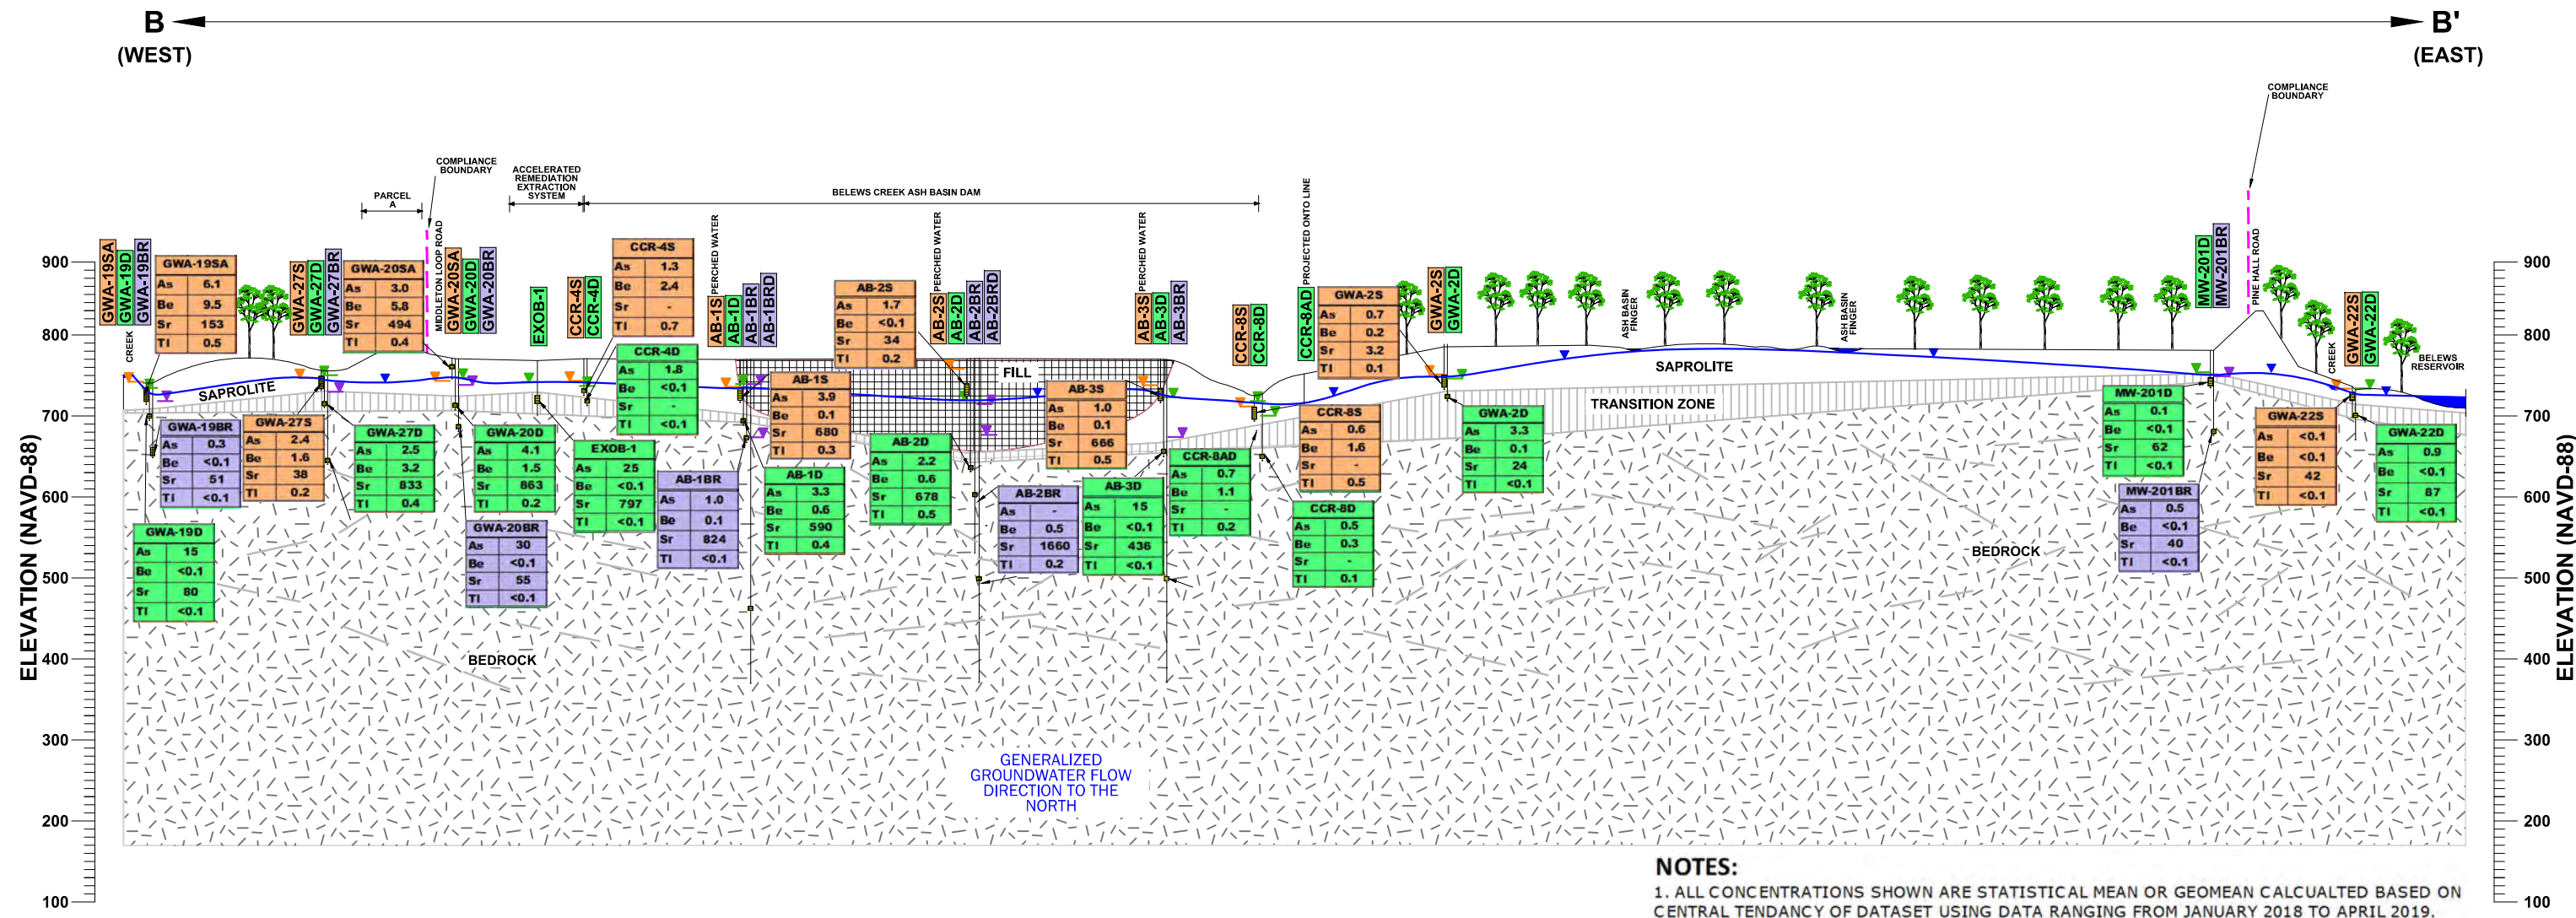 B
B'
(WEST)
(EAST)
COMPLIANCE
BOUNDARY
COMPLIANCE
BOUNDARY
PARCEL
A
ACCELERATED
REMEDIATION
EXTRACTION
SYSTEM
BELEWS CREEK ASH BASIN DAM
MIDDLETON LOOP ROAD
PERCHED WATER
PERCHED WATER
PERCHED WATER
PROJECTED ONTO LINE
ASH BASIN
FINGER
ASH BASIN
FINGER
PINE HALL ROAD
CREEK
CREEK
BELEWS
RESERVOIR
GWA-19SA
GWA-19D
GWA-19BR
GWA-27S
GWA-27D
GWA-27BR
GWA-20SA
GWA-20D
GWA-20BR
EXOB-1
CCR-4S
CCR-4D
AB-1S
AB-1D
AB-1BR
AB-1BRD
AB-2S
AB-2D
AB-2BR
AB-2BRD
AB-3S
AB-3D
AB-3BR
CCR-8S
CCR-8D
CCR-8AD
GWA-2S
GWA-2D
MW-201D
MW-201BR
GWA-22S
GWA-22D
GWA-19SA
As 6.1
Be 9.5
Sr 153
Tl 0.5
GWA-20SA
As 3.0
Be 5.8
Sr 494
Tl 0.4
CCR-4S
As 1.3
Be 2.4
Sr -
Tl 0.7
AB-2S
As 1.7
Be <0.1
Sr 34
Tl 0.2
GWA-2S
As 0.7
Be 0.2
Sr 3.2
Tl 0.1
CCR-4D
As 1.8
Be <0.1
Sr -
Tl <0.1
AB-1S
As 3.9
Be 0.1
Sr 680
Tl 0.3
AB-3S
As 1.0
Be 0.1
Sr 666
Tl 0.5
GWA-19BR
As 0.3
Be <0.1
Sr 51
Tl <0.1
GWA-27S
As 2.4
Be 1.6
Sr 38
Tl 0.2
GWA-27D
As 2.5
Be 3.2
Sr 833
Tl 0.4
GWA-20D
As 4.1
Be 1.5
Sr 863
Tl 0.2
EXOB-1
As 25
Be <0.1
Sr 797
Tl <0.1
AB-1BR
As 1.0
Be 0.1
Sr 824
Tl <0.1
AB-1D
As 3.3
Be 0.6
Sr 590
Tl 0.4
AB-2D
As 2.2
Be 0.6
Sr 678
Tl 0.5
AB-2BR
As -
Be 0.5
Sr 1660
Tl 0.2
AB-3D
As 15
Be <0.1
Sr 436
Tl <0.1
CCR-8AD
As 0.7
Be 1.1
Sr -
Tl 0.2
CCR-8S
As 0.6
Be 1.6
Sr -
Tl 0.5
CCR-8D
As 0.5
Be 0.3
Sr -
Tl 0.1
GWA-2D
As 3.3
Be 0.1
Sr 24
Tl <0.1
MW-201D
As 0.1
Be <0.1
Sr 62
Tl <0.1
MW-201BR
As 0.5
Be <0.1
Sr 40
Tl <0.1
GWA-22S
As <0.1
Be <0.1
Sr 42
Tl <0.1
GWA-22D
As 0.9
Be <0.1
Sr 87
Tl <0.1
GWA-19D
As 15
Be <0.1
Sr 80
Tl <0.1
GWA-20BR
As 30
Be <0.1
Sr 55
Tl <0.1
SAPROLITE
FILL
SAPROLITE
TRANSITION ZONE
BEDROCK
BEDROCK
GENERALIZED
GROUNDWATER FLOW
DIRECTION TO THE
NORTH
ELEVATION (NAVD-88)
900
800
700
600
500
400
300
200
100
900
800
700
600
500
400
300
200
100
ELEVATION (NAVD-88)
NOTES:
1. ALL CONCENTRATIONS SHOWN ARE STATISTICAL MEAN OR GEOMEAN CALCUALTED BASED ON
CENTRAL TENDANCY OF DATASET USING DATA RANGING FROM JANUARY 2018 TO APRIL 2019.